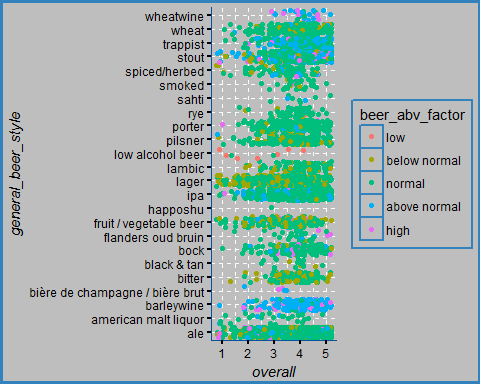 wheatwine
wheat
trappist
stout
spiced/herbed
smoked
sahti
rye
porter
pilsner
low alcohol beer
lambic
lager
ipa
happoshu
fruit / vegetable beer
flanders oud bruin
bock
black & tan
bitter
bière de champagne / bière brut
barleywine
american malt liquor
ale
general_beer_style
1 2 3 4 5
overall
beer_abv_factor
low
below normal
normal
above normal
high